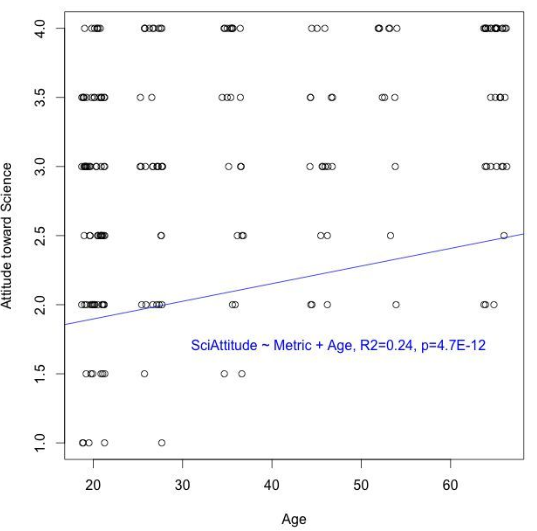 4.0
3.5
3.0
2.5
2.0
1.5
1.0
Attitude toward Science
SciAttitude ~ Metric + Age, R2=0.24, p=4.7E-12
20 30 40 50 60
Age